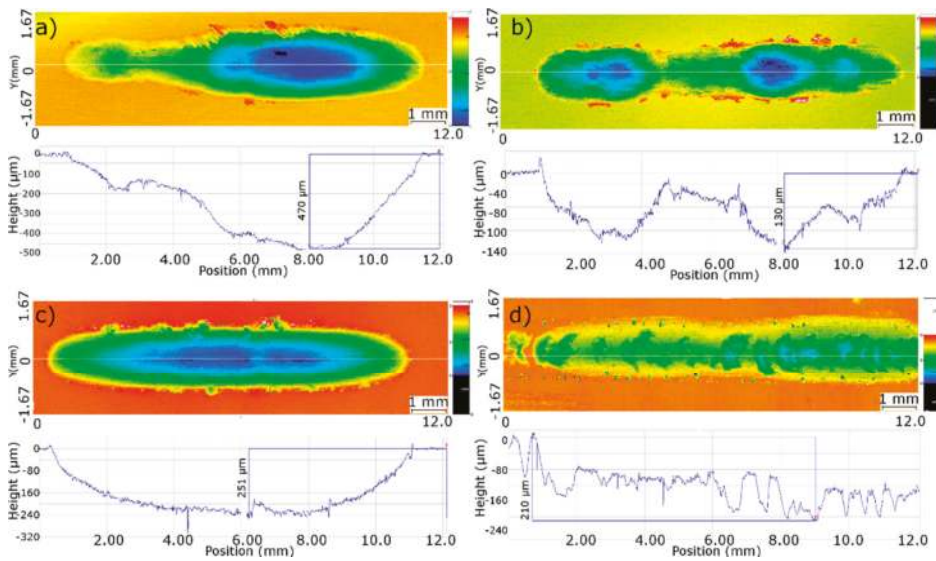 a)
1.67
Y(mm)
0
-1.67
1 mm
0
12.0
Height (µm)
0
-100
-200
-300
-400
-500
470 µm
2.00
4.00
6.00
8.00
10.0
12.0
Position (mm)
b)
1.67
Y(mm)
0
-1.67
1 mm
0
12.0
Height (µm)
0
-40
-80
-100
-140
130 µm
2.00
4.00
6.00
8.00
10.0
12.0
Position (mm)
c)
1.67
Y(mm)
0
-1.67
1 mm
0
12.0
Height (µm)
0
-80
-160
-240
-320
251 µm
2.00
4.00
6.00
8.00
10.0
12.0
Position (mm)
d)
1.67
Y(mm)
0
-1.67
1 mm
0
12.0
Height (µm)
0
-80
-160
-240
210 µm
2.00
4.00
6.00
8.00
10.0
12.0
Position (mm)